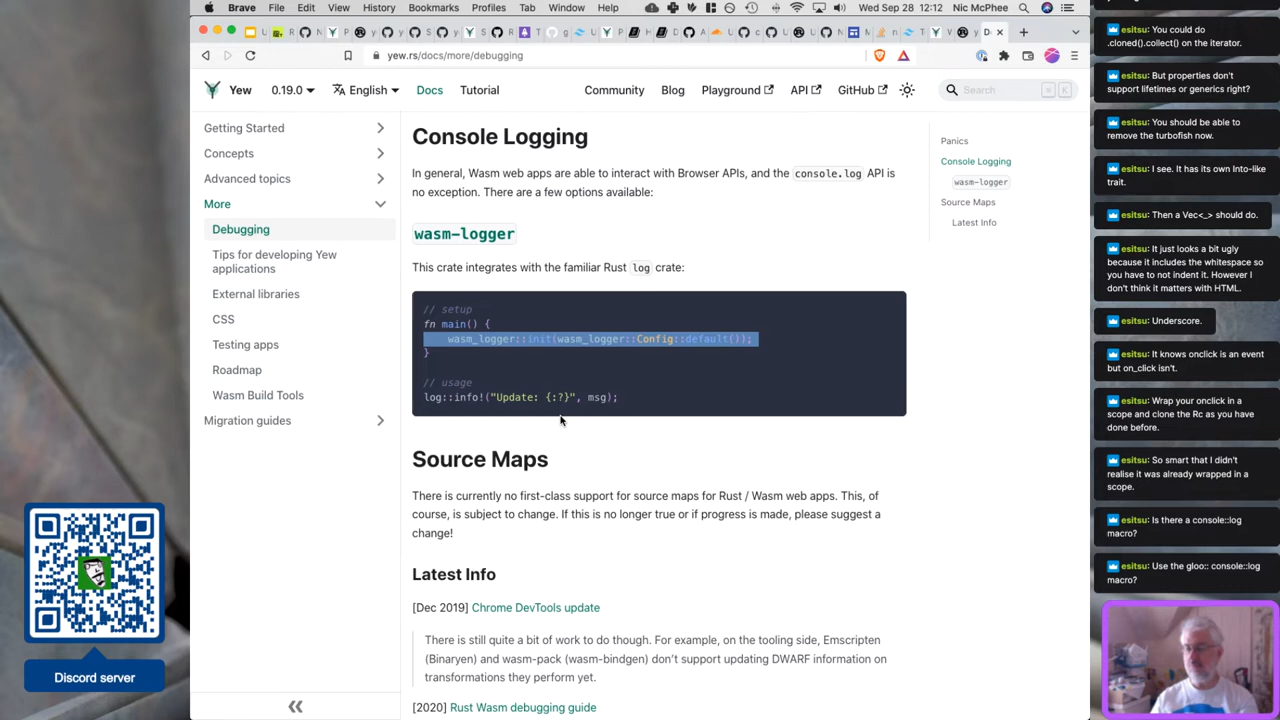 Brave File Edit View History Bookmarks Profiles Tab Window Help Wed Sep 28 12:12 Nic McPhee
yew.rs/docs/more/debugging
Yew 0.19.0 English Docs Tutorial Community Blog Playground API GitHub Search K
Getting Started
Concepts
Advanced topics
More
Debugging
Tips for developing Yew
applications
External libraries
CSS
Testing apps
Roadmap
Wasm Build Tools
Migration guides
Console Logging
In general, Wasm web apps are able to interact with Browser APIs, and the console.log API is
no exception. There are a few options available:
wasm-logger
This crate integrates with the familiar Rust log crate:
// setup
fn main() {
wasm_logger::init(wasm_logger::Config::default());
}
// usage
log::info!("Update: {:?}", msg);
Source Maps
There is currently no first-class support for source maps for Rust / Wasm web apps. This, of
course, is subject to change. If this is no longer true or if progress is made, please suggest a
change!
Latest Info
[Dec 2019] Chrome DevTools update
There is still quite a bit of work to do though. For example, on the tooling side, Emscripten
(Binaryen) and wasm-pack (wasm-bindgen) don't support updating DWARF information on
transformations they perform yet.
[2020] Rust Wasm debugging guide
Panics
Console Logging
wasm-logger
Source Maps
Latest Info
esitsu: You could do
.cloned().collect() on the iterator.
esitsu: But properties don't
support lifetimes or generics right?
esitsu: You should be able to
remove the turbofish now.
esitsu: I see. It has its own Into-like
trait.
esitsu: Then a Vec<_> should do.
esitsu: It just looks a bit ugly
because it includes the whitespace so
you have to not indent it. However I
don't think it matters with HTML.
esitsu: Underscore.
esitsu: It knows onclick is an event
but on_click isn't.
esitsu: Wrap your onclick in a
scope and clone the Rc as you have
done before.
esitsu: So smart that I didn't
realise it was already wrapped in a
scope.
esitsu: Is there a console::log
macro?
esitsu: Use the gloo:: console::log
macro?
Discord server